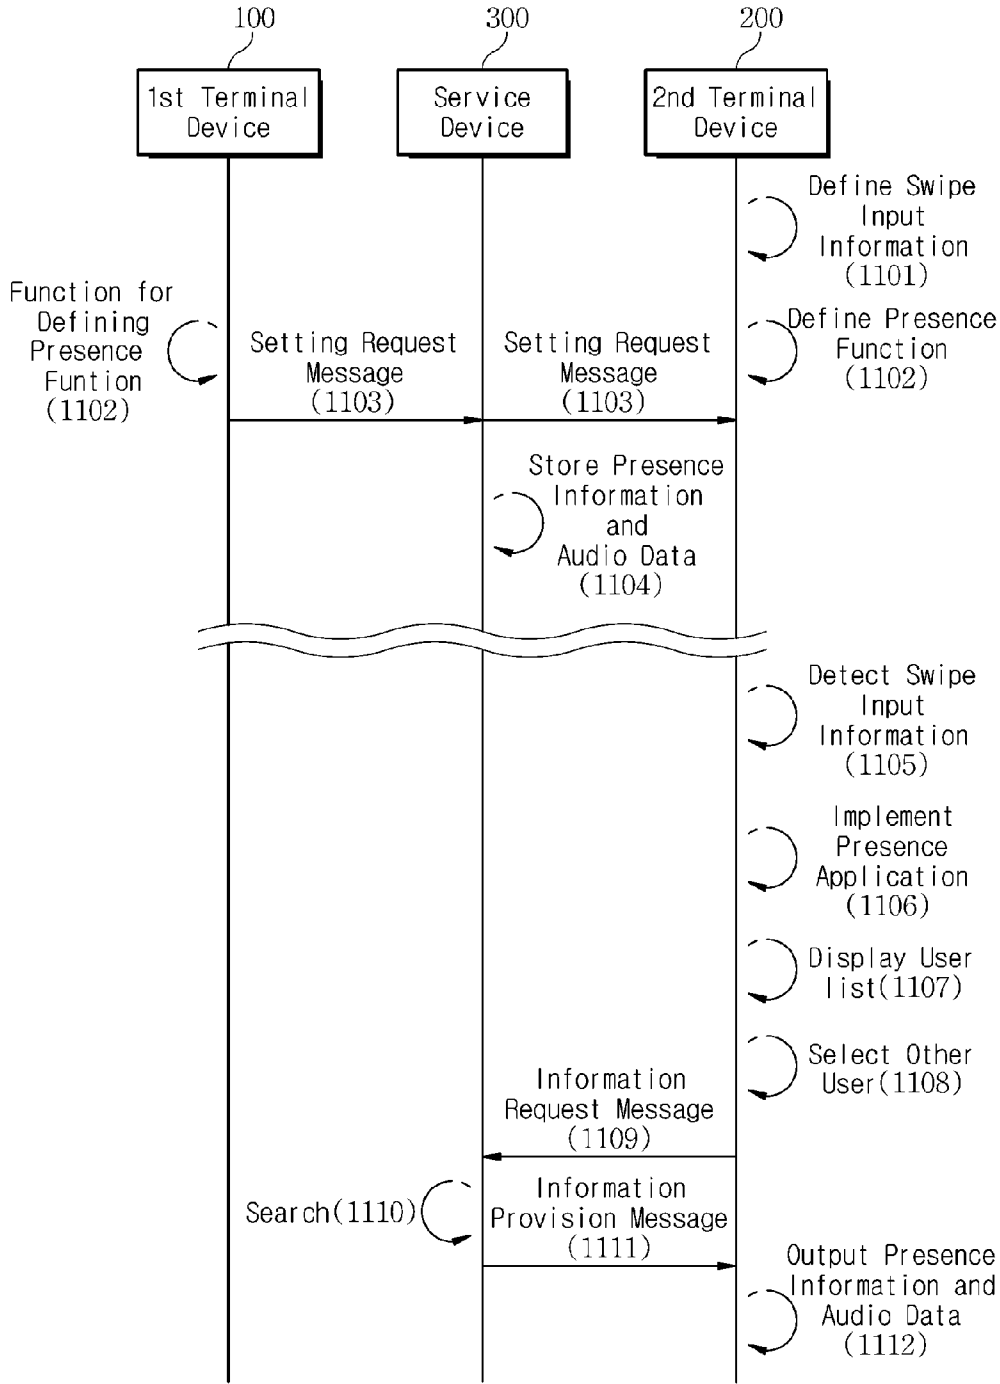 100
300
200
1st Terminal
Device
Service
Device
2nd Terminal
Device
Define Swipe
Input
Information
(1101)
Function for
Defining
Presence
Funtion
(1102)
Define Presence
Function
(1102)
Setting Request
Message
(1103)
Setting Request
Message
(1103)
Store Presence
Information
and
Audio Data
(1104)
Detect Swipe
Input
Information
(1105)
Implement
Presence
Application
(1106)
Display User
list(1107)
Select Other
User(1108)
Information
Request Message
(1109)
Search(1110)
Information
Provision Message
(1111)
Output Presence
Information and
Audio Data
(1112)